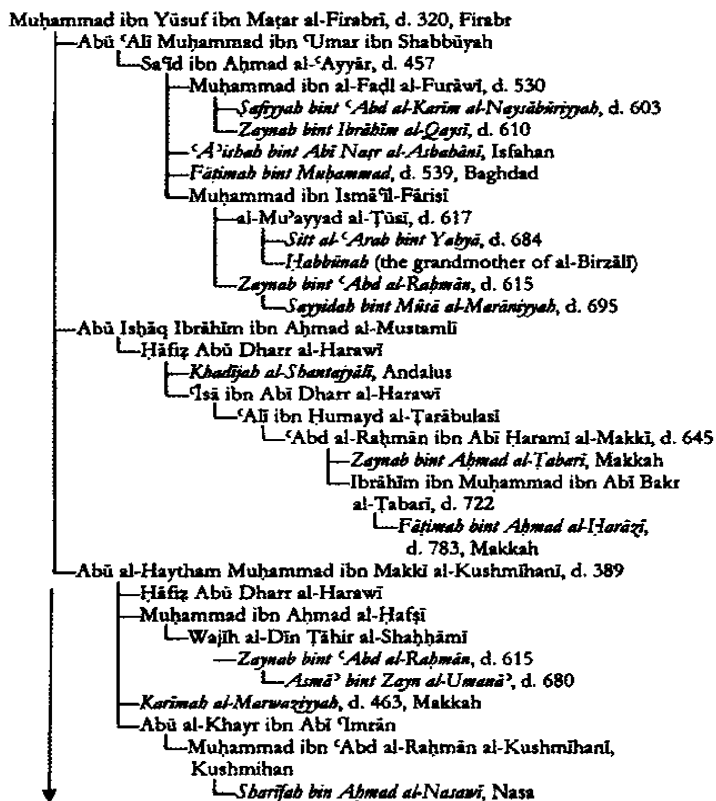 Muḥammad ibn Yūsuf ibn Maṭar al-Firabrī, d. 320, Firabr
Abū ʿAlī Muḥammad ibn ʿUmar ibn Shabbūyah
Saʿīd ibn Aḥmad al-ʿAyyār, d. 457
Muḥammad ibn al-Faḍl al-Furāwī, d. 530
Ṣafiyyah bint ʿAbd al-Karīm al-Naysābūriyyah, d. 603
Zaynab bint Ibrāhīm al-Qaysī, d. 610
ʿĀʾishah bint Abī Naṣr al-Aṣbahānī, Isfahan
Fāṭimah bint Muḥammad, d. 539, Baghdad
Muḥammad ibn Ismāʿīl-Fārisī
al-Muʾayyad al-Ṭūsī, d. 617
Sitt al-ʿArab bint Yaḥyā, d. 684
Ḥabbūnah (the grandmother of al-Birzālī)
Zaynab bint ʿAbd al-Raḥmān, d. 615
Sayyidah bint Mūsā al-Marāniyyah, d. 695
Abū Isḥāq Ibrāhīm ibn Aḥmad al-Mustamlī
Ḥāfiẓ Abū Dharr al-Harawī
Khadījah al-Shantajyālī, Andalus
ʿĪsā ibn Abī Dharr al-Harawī
ʿAlī ibn Ḥumayd al-Ṭarābulasī
ʿAbd al-Raḥmān ibn Abī Ḥaramī al-Makkī, d. 645
Zaynab bint Aḥmad al-Ṭabarī, Makkah
Ibrāhīm ibn Muḥammad ibn Abī Bakr
al-Ṭabarī, d. 722
Fāṭimah bint Aḥmad al-Ḥarāzī,
d. 783, Makkah
Abū al-Haytham Muḥammad ibn Makkī al-Kushmīhanī, d. 389
Ḥāfiẓ Abū Dharr al-Harawī
Muḥammad ibn Aḥmad al-Ḥafṣī
Wajīh al-Dīn Ṭāhir al-Shaḥḥāmī
Zaynab bint ʿAbd al-Raḥmān, d. 615
Asmāʾ bint Zayn al-Umanāʾ, d. 680
Karīmah al-Marwaziyyah, d. 463, Makkah
Abū al-Khayr ibn Abī ʿImrān
Muḥammad ibn ʿAbd al-Raḥmān al-Kushmīhanī,
Kushmihan
Sharīfah bin Aḥmad al-Nasawī, Nasa